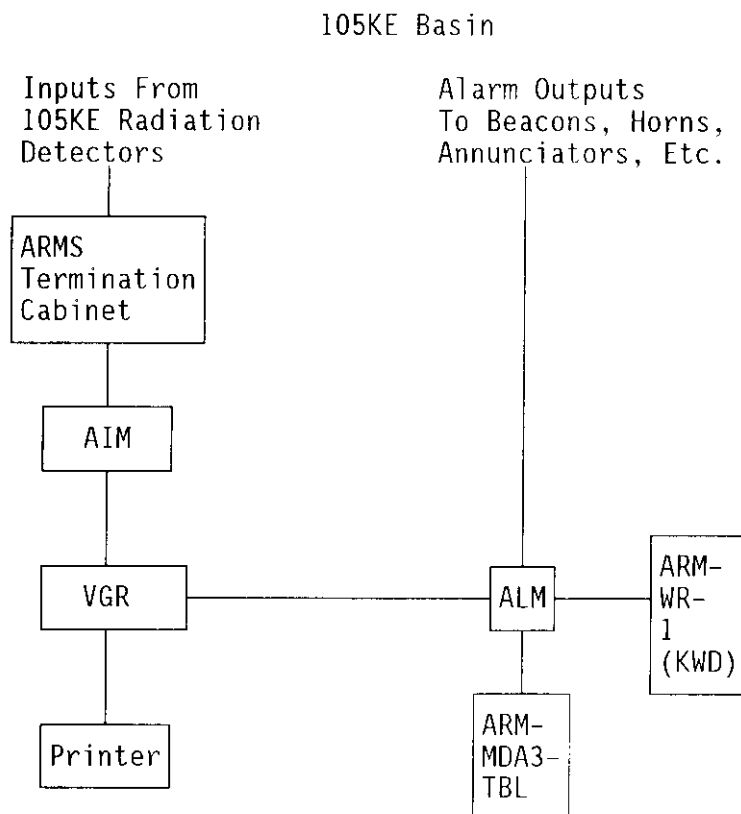 105KE Basin
Inputs From
105KE Radiation
Detectors
Alarm Outputs
To Beacons, Horns,
Annunciators, Etc.
ARMS
Termination
Cabinet
AIM
VGR
ALM
ARM-
WR-
1
(KWD)
Printer
ARM-
MDA3-
TBL